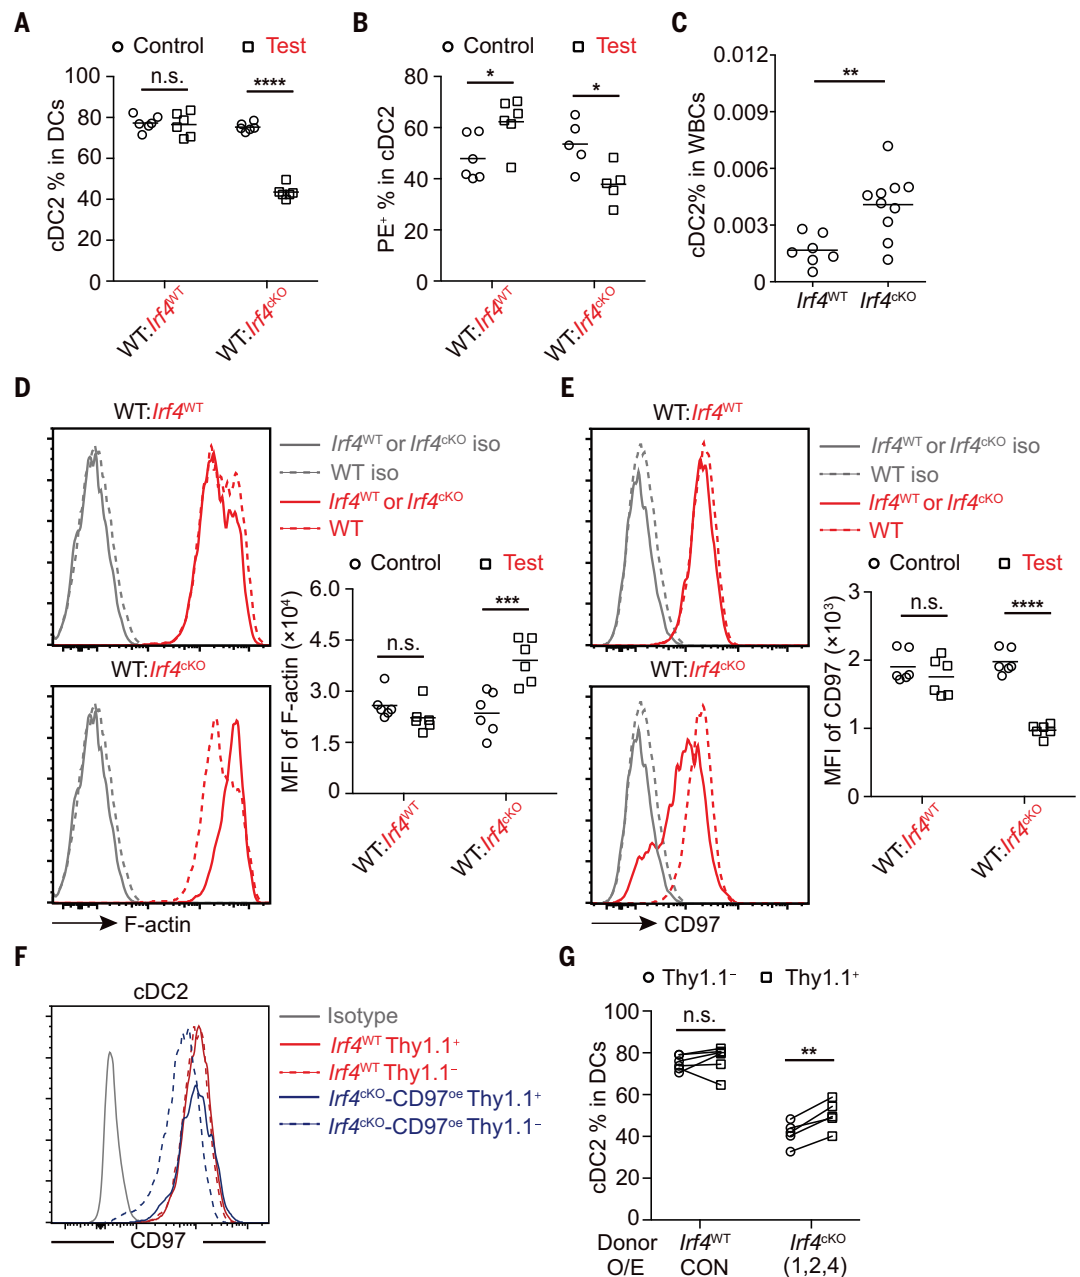 A
Control Test
cDC2 % in DCs
100
80
60
40
20
0
n.s.
****
WT:Irf4WT
WT:Irf4cKO
B
Control Test
PE+ % in cDC2
80
60
40
20
0
*
*
WT:Irf4WT
WT:Irf4cKO
C
cDC2% in WBCs
0.012
0.009
0.006
0.003
0
**
Irf4WT
Irf4cKO
D
WT:Irf4WT
Irf4WT or Irf4cKO iso
WT iso
Irf4WT or Irf4cKO
WT
WT:Irf4cKO
F-actin
Control Test
MFI of F-actin (×10⁴)
6.0
4.5
3.0
1.5
0
n.s.
***
WT:Irf4WT
WT:Irf4cKO
E
WT:Irf4WT
Irf4WT or Irf4cKO iso
WT iso
Irf4WT or Irf4cKO
WT
WT:Irf4cKO
CD97
Control Test
MFI of CD97 (×10³)
3
2
1
0
n.s.
****
WT:Irf4WT
WT:Irf4cKO
F
cDC2
Isotype
Irf4WT Thy1.1+
Irf4WT Thy1.1−
Irf4cKO-CD97oe Thy1.1+
Irf4cKO-CD97oe Thy1.1−
CD97
G
Thy1.1− Thy1.1+
cDC2 % in DCs
100
80
60
40
20
0
n.s.
**
Donor Irf4WT Irf4cKO
O/E CON (1,2,4)